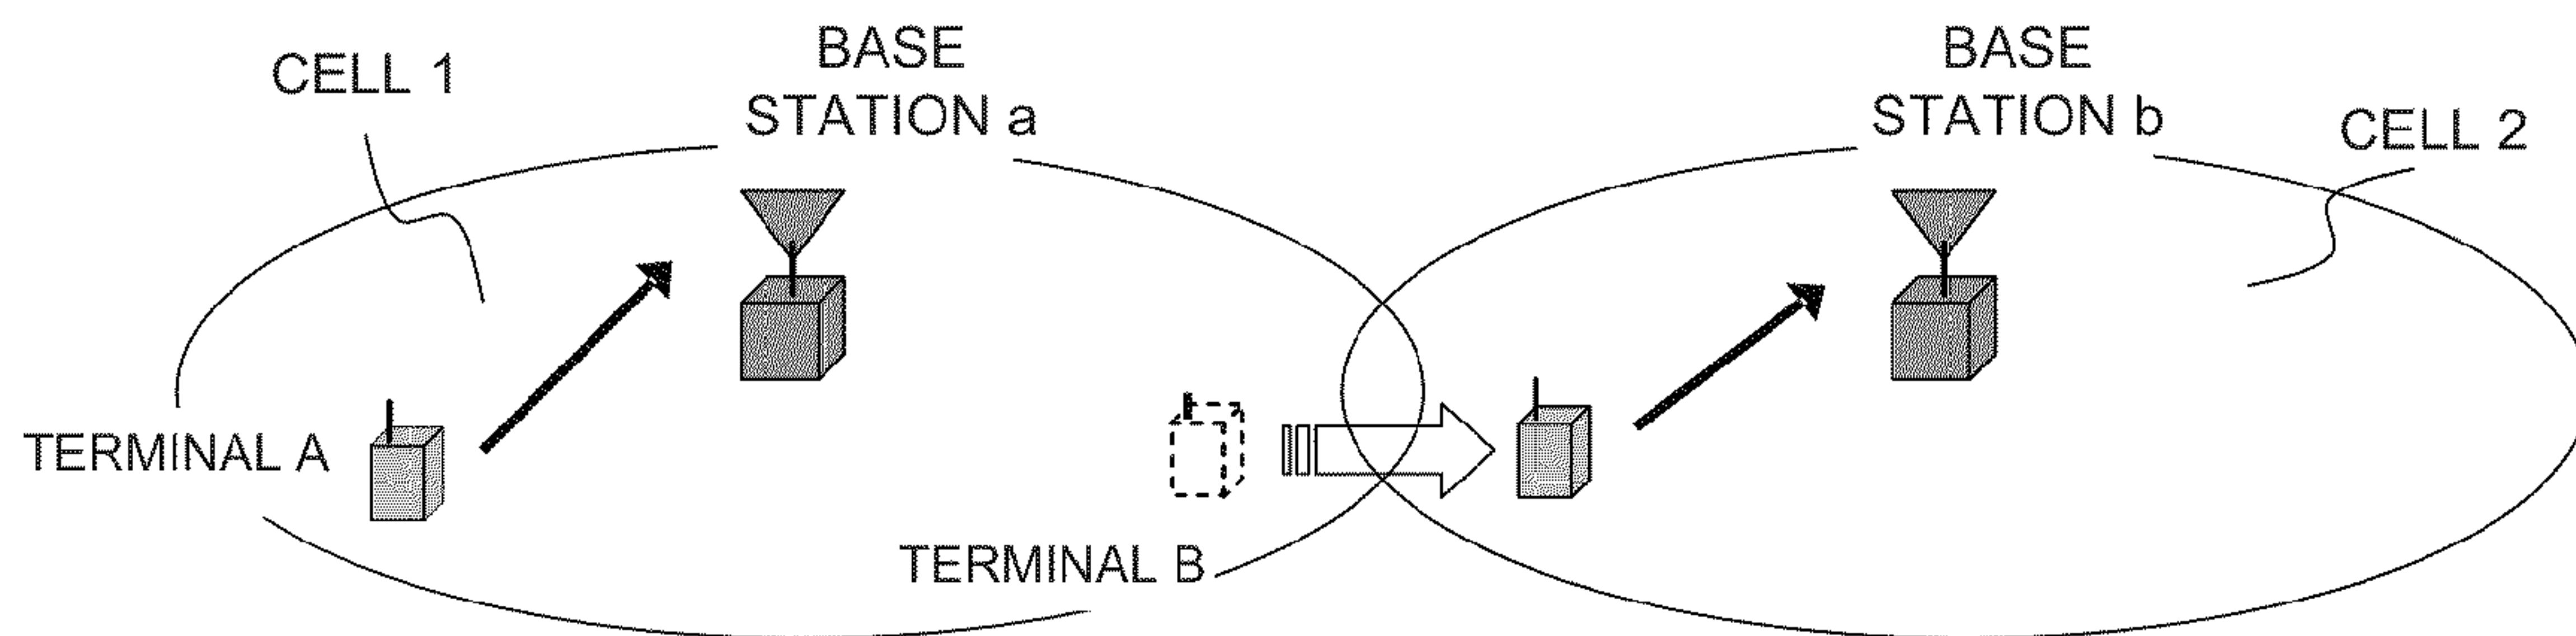 CELL 1
BASE
STATION a
BASE
STATION b
CELL 2
TERMINAL A
TERMINAL B